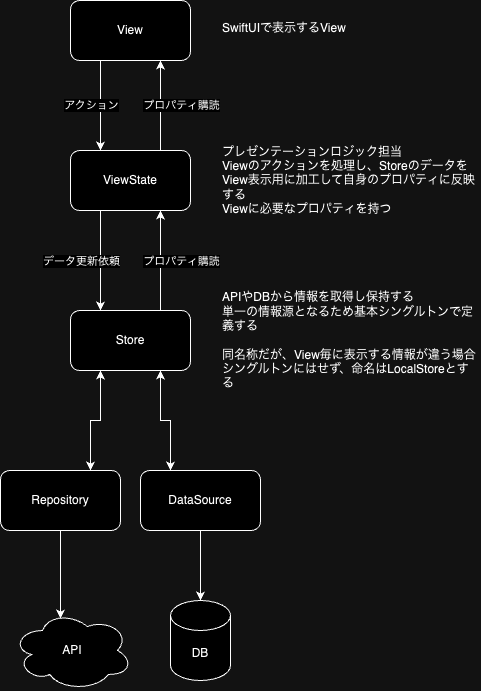 View
SwiftUIで表示するView
アクション
プロパティ購読
ViewState
プレゼンテーションロジック担当
Viewのアクションを処理し、Storeのデータを
View表示用に加工して自身のプロパティに反映
する
Viewに必要なプロパティを持つ
データ更新依頼
プロパティ購読
Store
APIやDBから情報を取得し保持する
単一の情報源となるため基本シングルトンで定
義する
同名称だが、View毎に表示する情報が違う場合
シングルトンにはせず、命名はLocalStoreとす
る
Repository
DataSource
API
DB